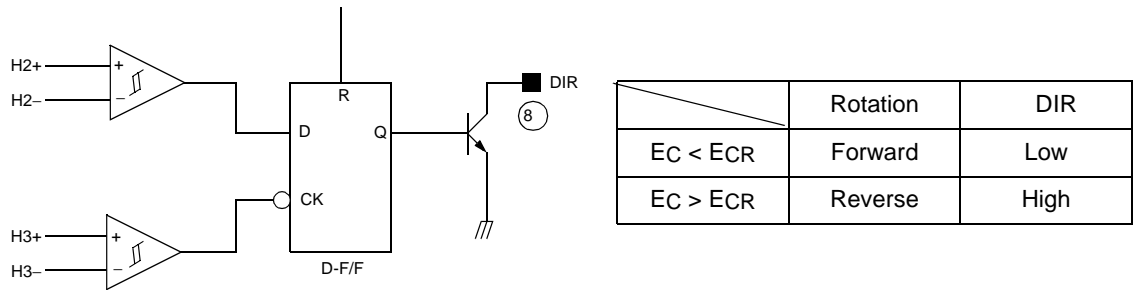 H2+
+
H2−
−
R
D
Q
CK
DIR
8
H3+
+
H3−
−
D-F/F
Rotation DIR
EC < ECR Forward Low
EC > ECR Reverse High